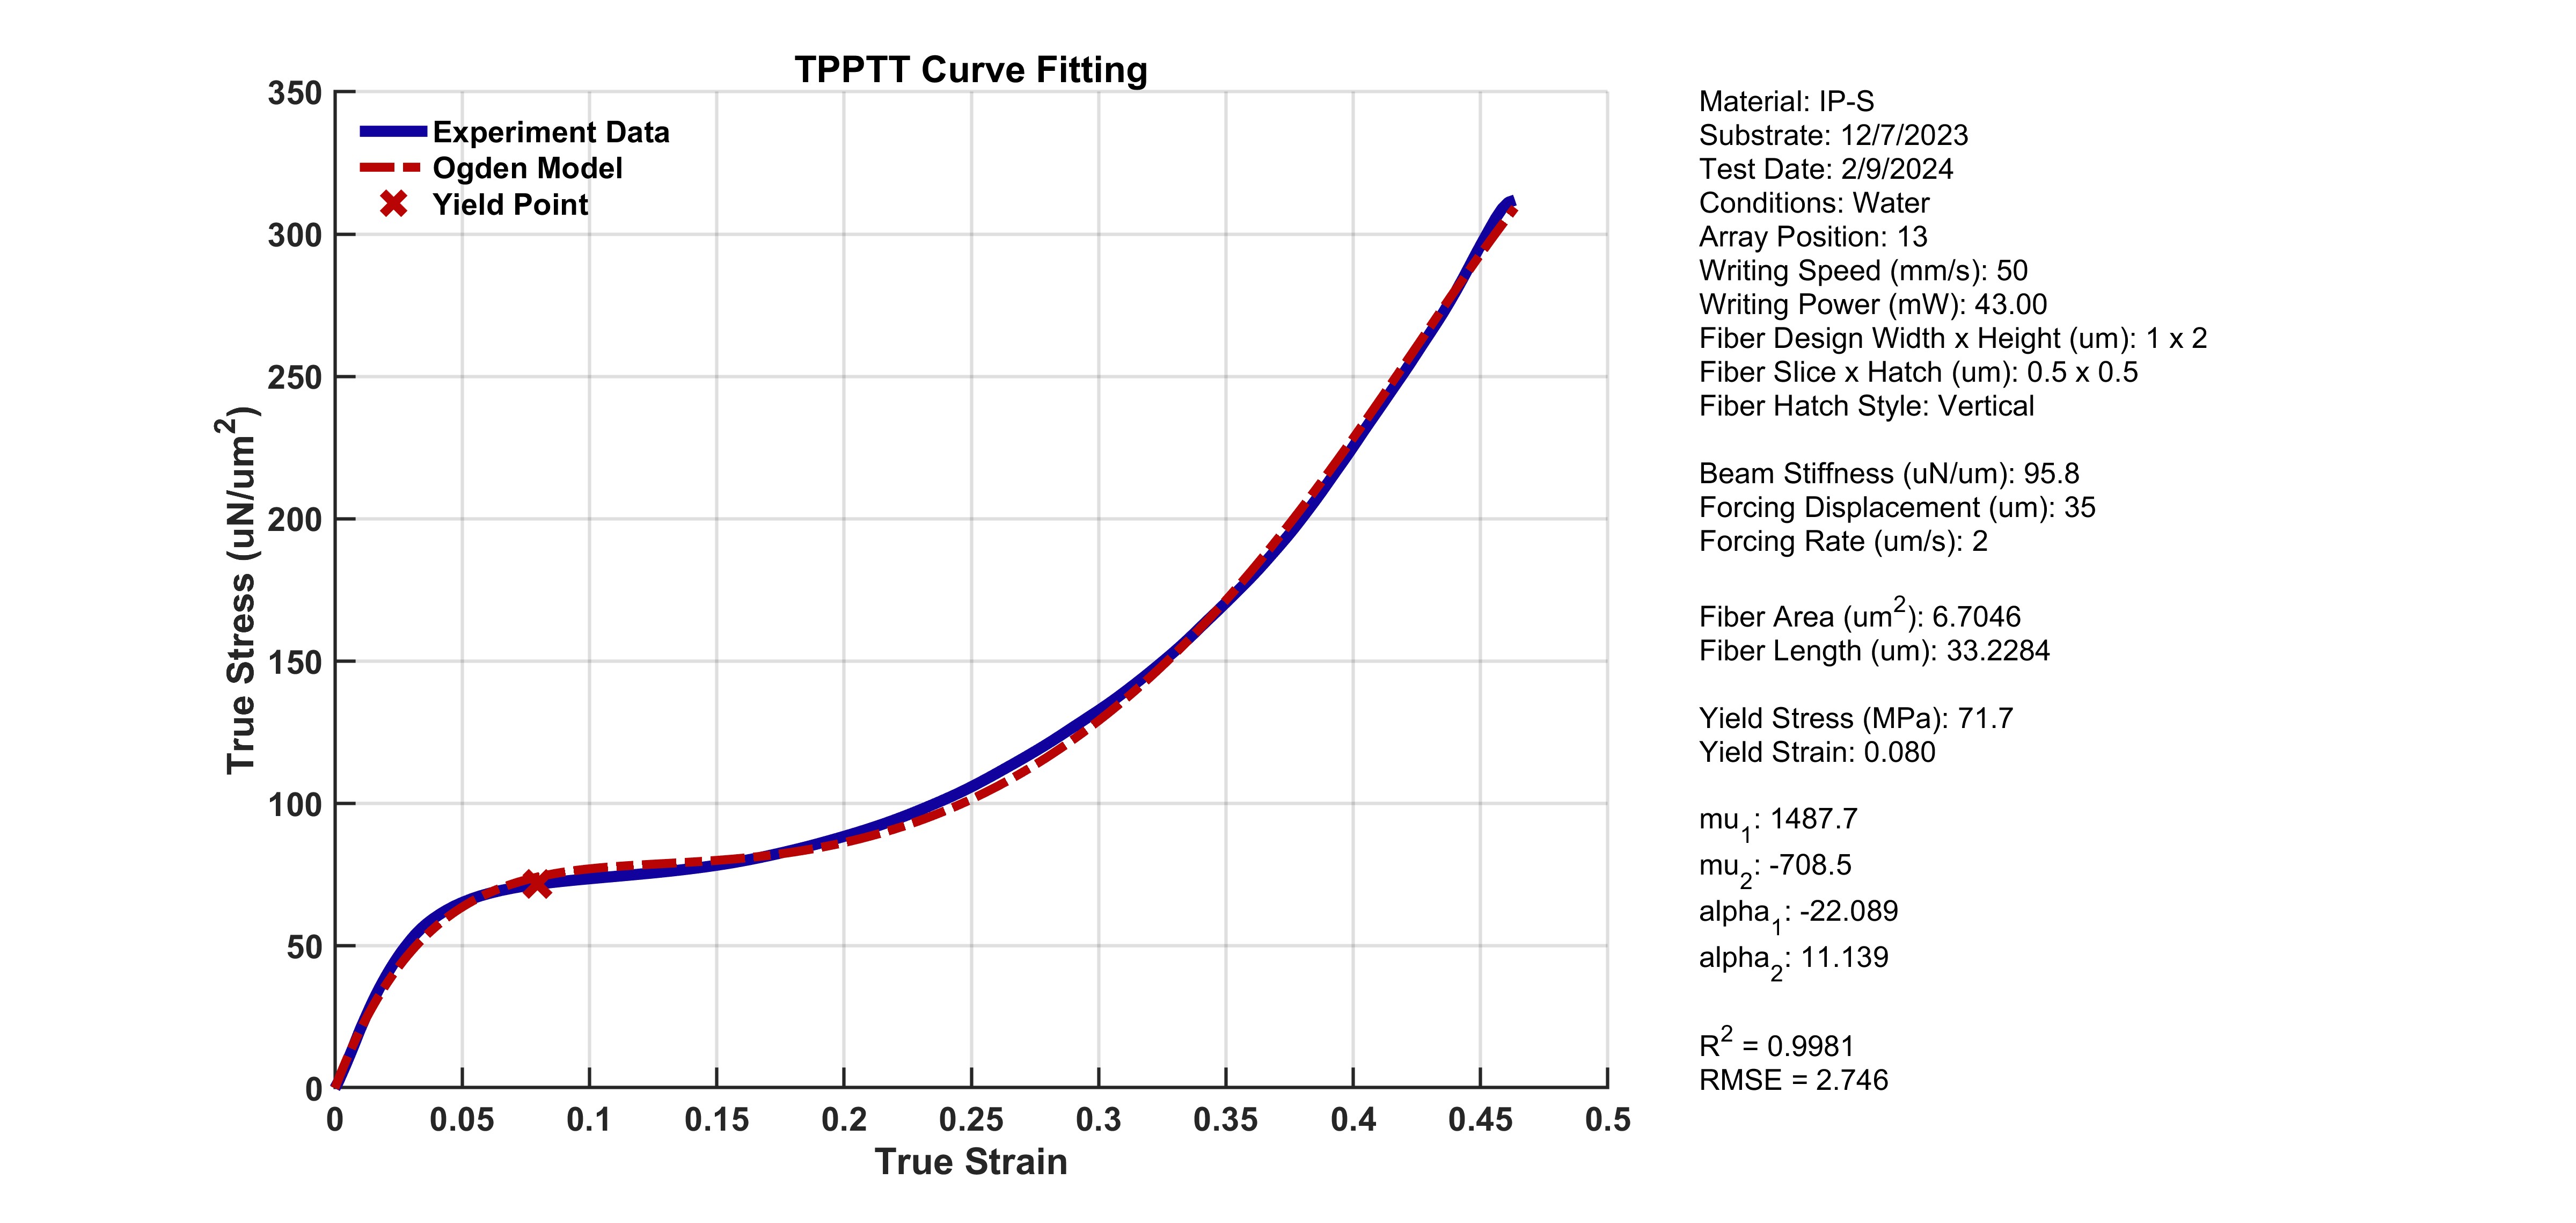 TPPTT Curve Fitting
350
300
250
200
150
100
50
0
True Stress (uN/um²)
Experiment Data
Ogden Model
Yield Point
0 0.05 0.1 0.15 0.2 0.25 0.3 0.35 0.4 0.45 0.5
True Strain
Material: IP-S
Substrate: 12/7/2023
Test Date: 2/9/2024
Conditions: Water
Array Position: 13
Writing Speed (mm/s): 50
Writing Power (mW): 43.00
Fiber Design Width x Height (um): 1 x 2
Fiber Slice x Hatch (um): 0.5 x 0.5
Fiber Hatch Style: Vertical
Beam Stiffness (uN/um): 95.8
Forcing Displacement (um): 35
Forcing Rate (um/s): 2
Fiber Area (um²): 6.7046
Fiber Length (um): 33.2284
Yield Stress (MPa): 71.7
Yield Strain: 0.080
mu₁: 1487.7
mu₂: -708.5
alpha₁: -22.089
alpha₂: 11.139
R² = 0.9981
RMSE = 2.746